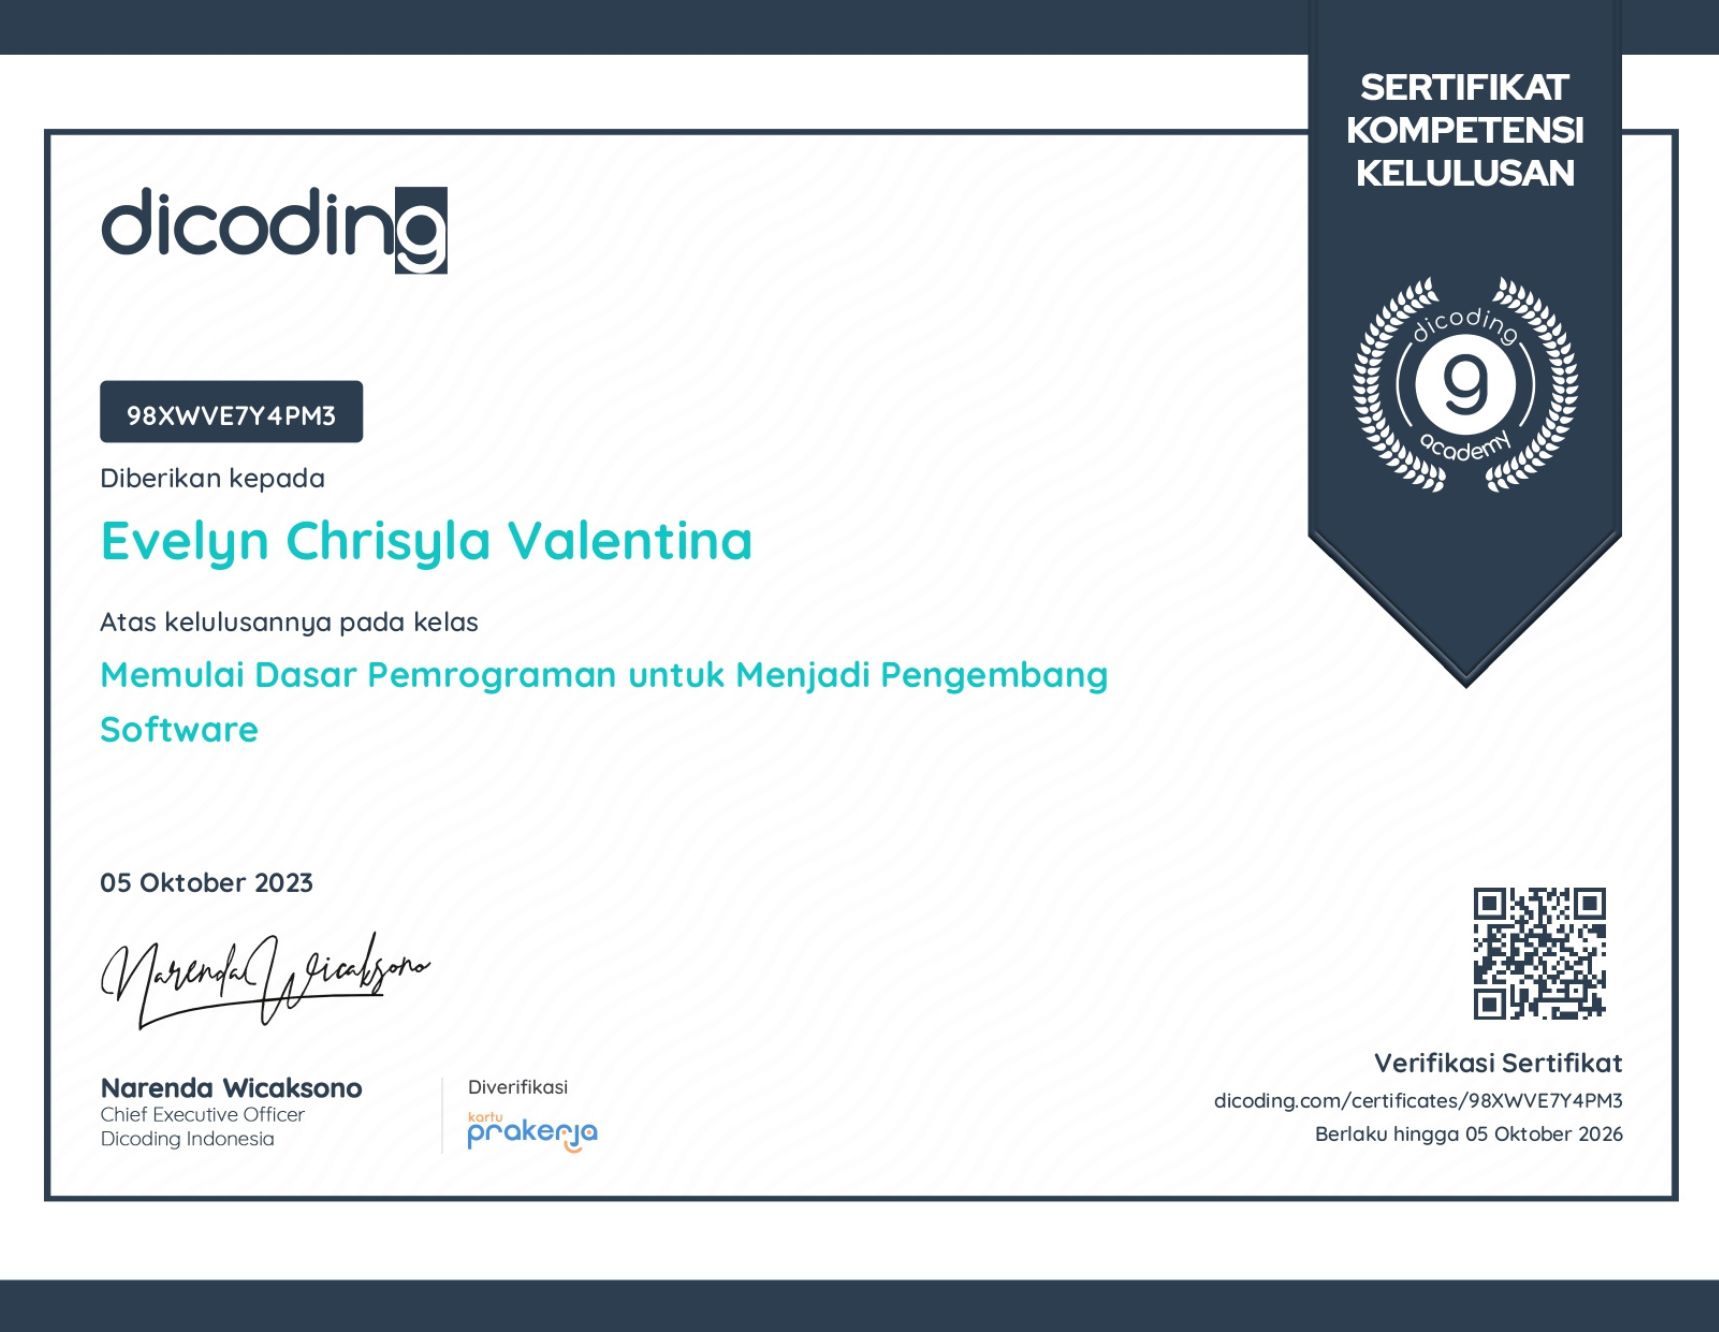 SERTIFIKAT
KOMPETENSI
KELULUSAN
dicoding
dicoding
g
academy
98XWVE7Y4PM3
Diberikan kepada
Evelyn Chrisyla Valentina
Atas kelulusannya pada kelas
Memulai Dasar Pemrograman untuk Menjadi Pengembang
Software
05 Oktober 2023
Narenda Wicaksono
Narenda Wicaksono
Chief Executive Officer
Dicoding Indonesia
Diverifikasi
kartu
prakerja
Verifikasi Sertifikat
dicoding.com/certificates/98XWVE7Y4PM3
Berlaku hingga 05 Oktober 2026